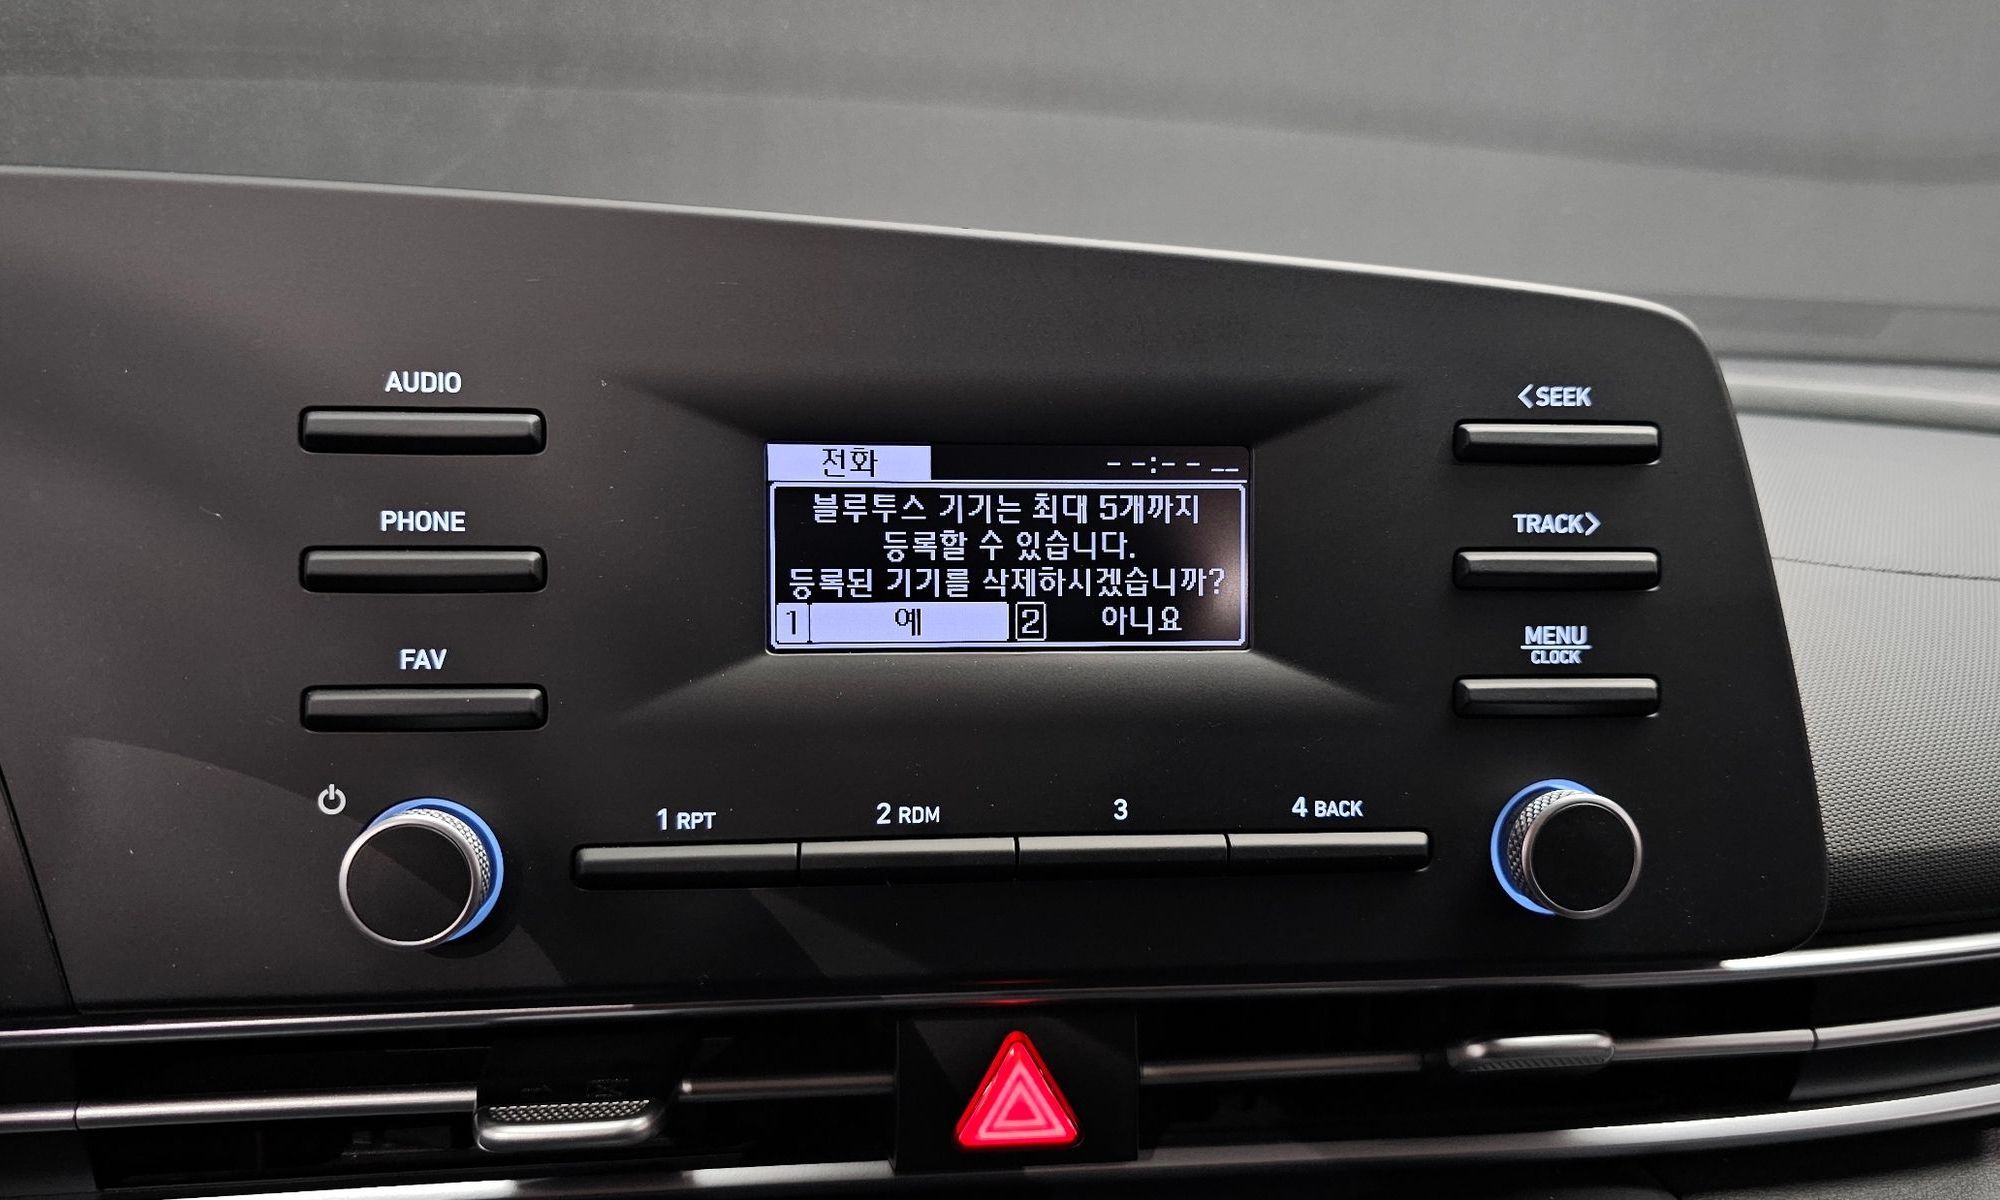 AUDIO
PHONE
FAV
전화 --:-- __
블루투스 기기는 최대 5개까지
등록할 수 있습니다.
등록된 기기를 삭제하시겠습니까?
1 예 2 아니요
<SEEK
TRACK>
MENU
CLOCK
1 RPT 2 RDM 3 4 BACK